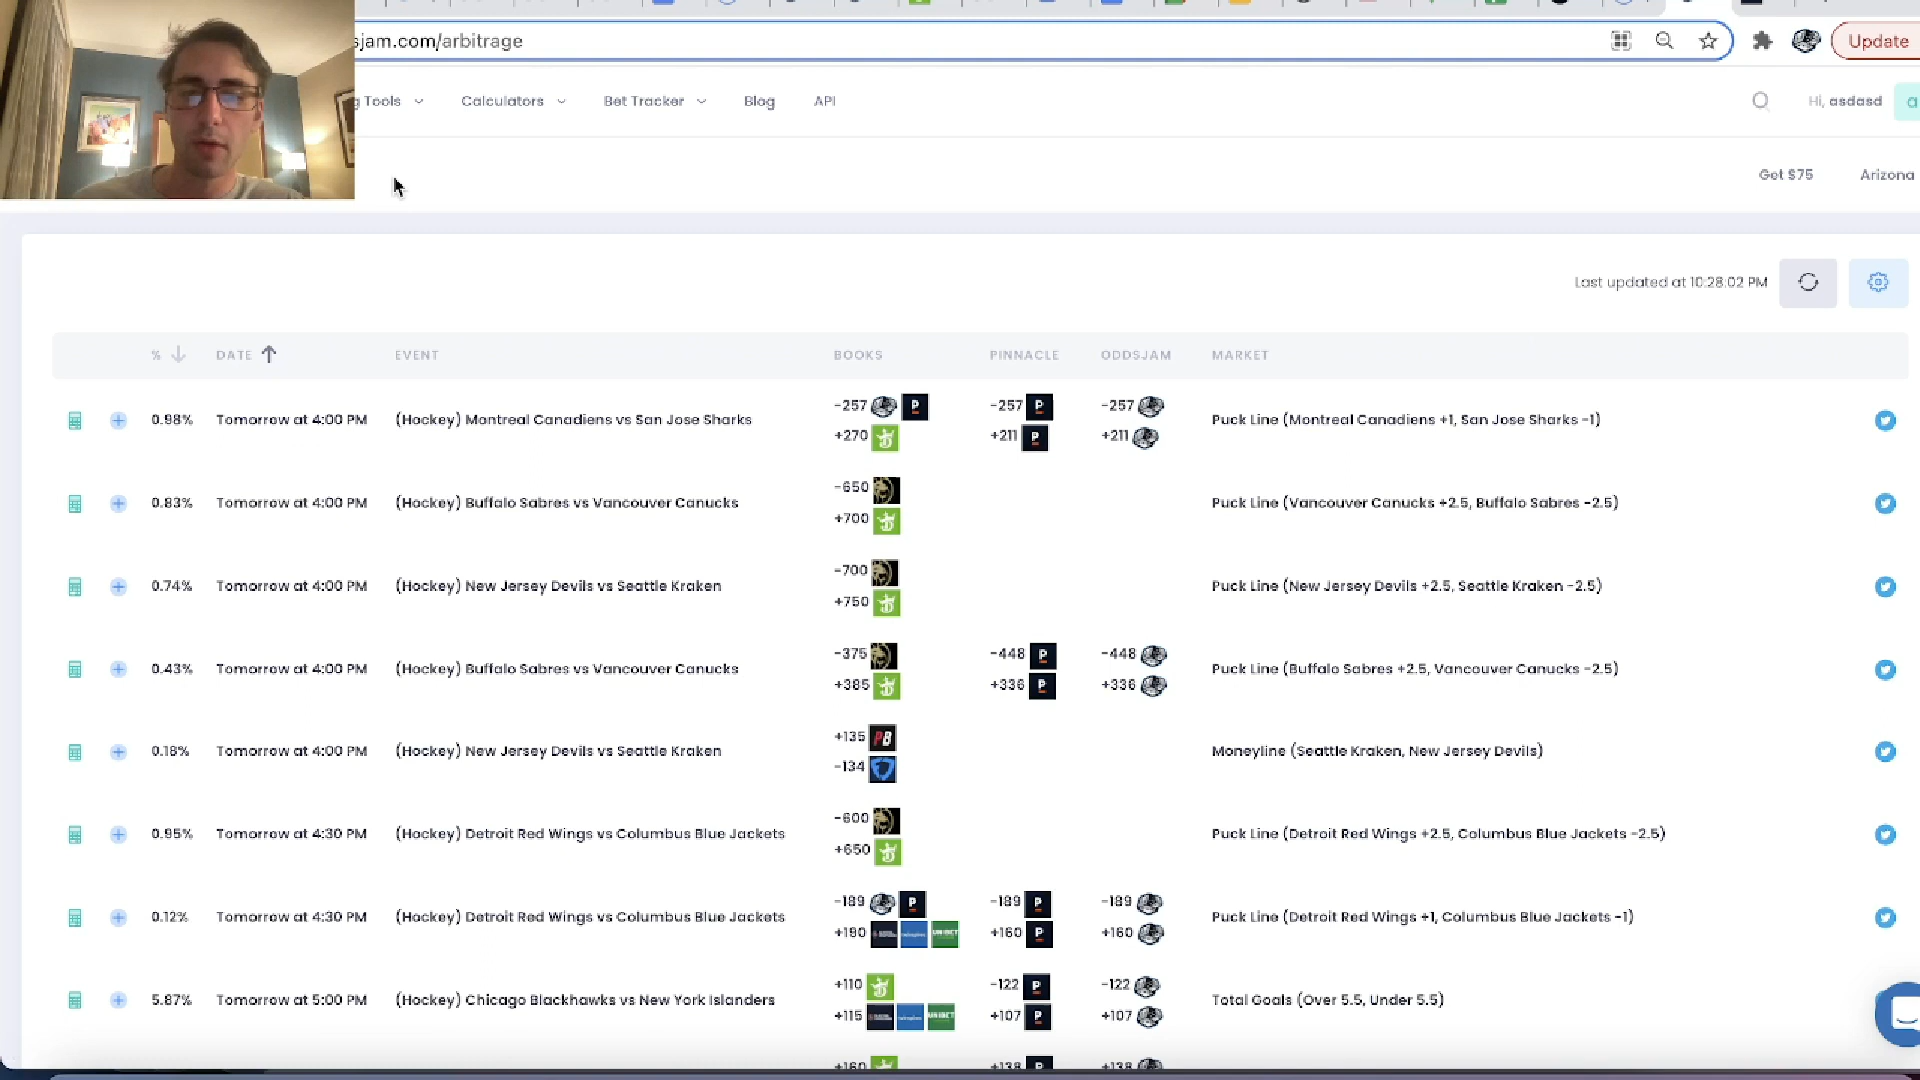 sjam.com/arbitrage
Update
g Tools Calculators Bet Tracker Blog API Hi, asdasd a
Get $75 Arizona
Last updated at 10:28:02 PM
% DATE EVENT BOOKS PINNACLE ODDSJAM MARKET
0.98% Tomorrow at 4:00 PM (Hockey) Montreal Canadiens vs San Jose Sharks -257 P -257 P -257 Puck Line (Montreal Canadiens +1, San Jose Sharks -1)
+270 +211 P +211
0.83% Tomorrow at 4:00 PM (Hockey) Buffalo Sabres vs Vancouver Canucks -650 Puck Line (Vancouver Canucks +2.5, Buffalo Sabres -2.5)
+700
0.74% Tomorrow at 4:00 PM (Hockey) New Jersey Devils vs Seattle Kraken -700 Puck Line (New Jersey Devils +2.5, Seattle Kraken -2.5)
+750
0.43% Tomorrow at 4:00 PM (Hockey) Buffalo Sabres vs Vancouver Canucks -375 -448 P -448 Puck Line (Buffalo Sabres +2.5, Vancouver Canucks -2.5)
+385 +336 P +336
0.18% Tomorrow at 4:00 PM (Hockey) New Jersey Devils vs Seattle Kraken +135 PB Moneyline (Seattle Kraken, New Jersey Devils)
-134
0.95% Tomorrow at 4:30 PM (Hockey) Detroit Red Wings vs Columbus Blue Jackets -600 Puck Line (Detroit Red Wings +2.5, Columbus Blue Jackets -2.5)
+650
0.12% Tomorrow at 4:30 PM (Hockey) Detroit Red Wings vs Columbus Blue Jackets -189 P -189 P -189 Puck Line (Detroit Red Wings +1, Columbus Blue Jackets -1)
+190 UNIBET +160 P +160
5.87% Tomorrow at 5:00 PM (Hockey) Chicago Blackhawks vs New York Islanders +110 -122 P -122 Total Goals (Over 5.5, Under 5.5)
+115 UNIBET +107 P +107
+160 +138 P +138